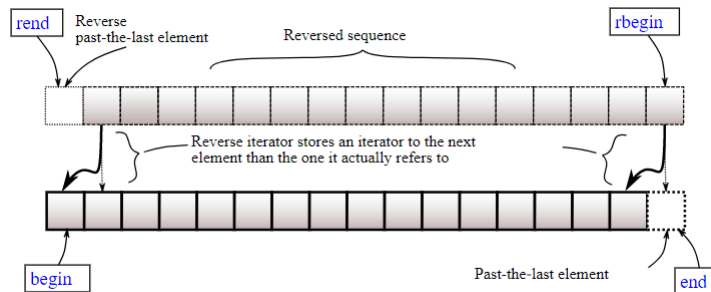 rend
Reverse
past-the-last element
Reversed sequence
rbegin
Reverse iterator stores an iterator to the next
element than the one it actually refers to
begin
Past-the-last element
end